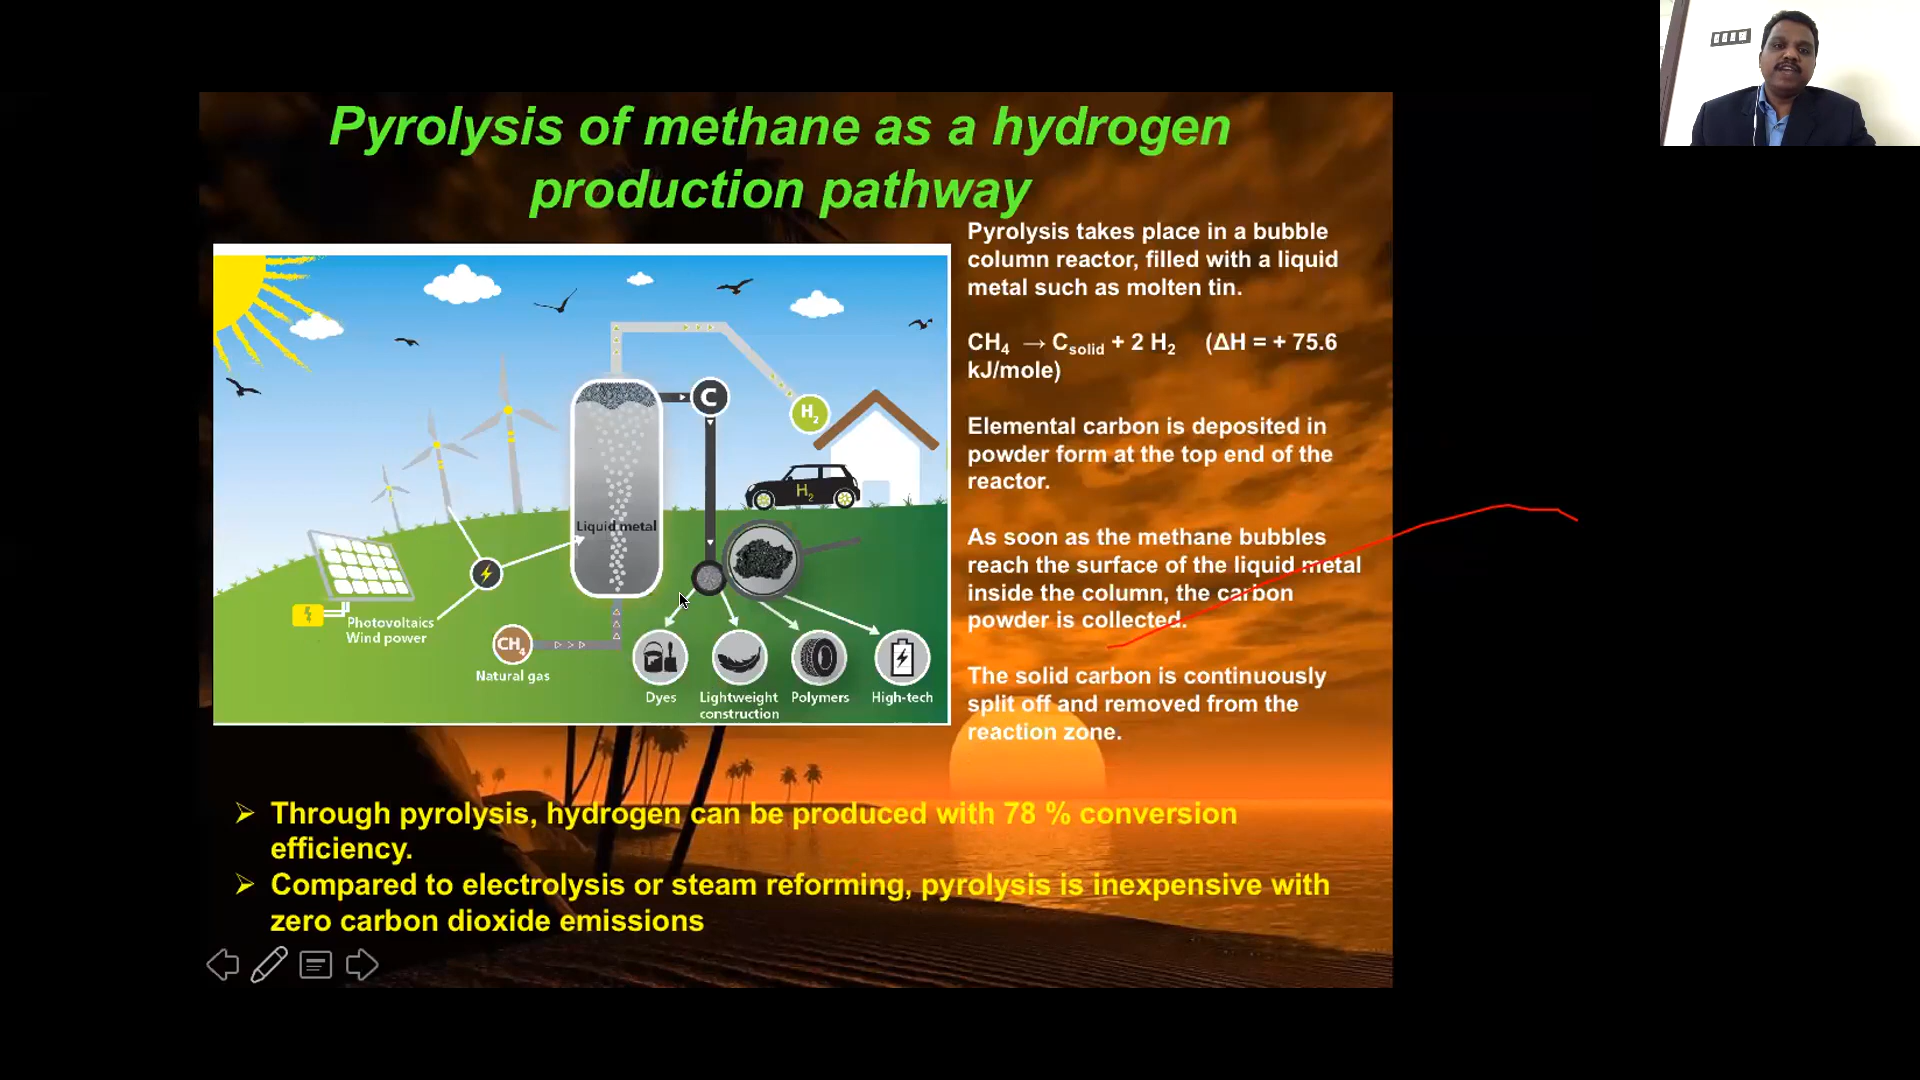 Pyrolysis of methane as a hydrogen
production pathway
Pyrolysis takes place in a bubble
column reactor, filled with a liquid
metal such as molten tin.
CH₄ → C_solid + 2 H₂ (ΔH = + 75.6
kJ/mole)
Elemental carbon is deposited in
powder form at the top end of the
reactor.
As soon as the methane bubbles
reach the surface of the liquid metal
inside the column, the carbon
powder is collected.
The solid carbon is continuously
split off and removed from the
reaction zone.
C
H₂
H₂
Liquid metal
Photovoltaics
Wind power
CH₄
Natural gas
Dyes
Lightweight
construction
Polymers
High-tech
➢ Through pyrolysis, hydrogen can be produced with 78 % conversion
efficiency.
➢ Compared to electrolysis or steam reforming, pyrolysis is inexpensive with
zero carbon dioxide emissions